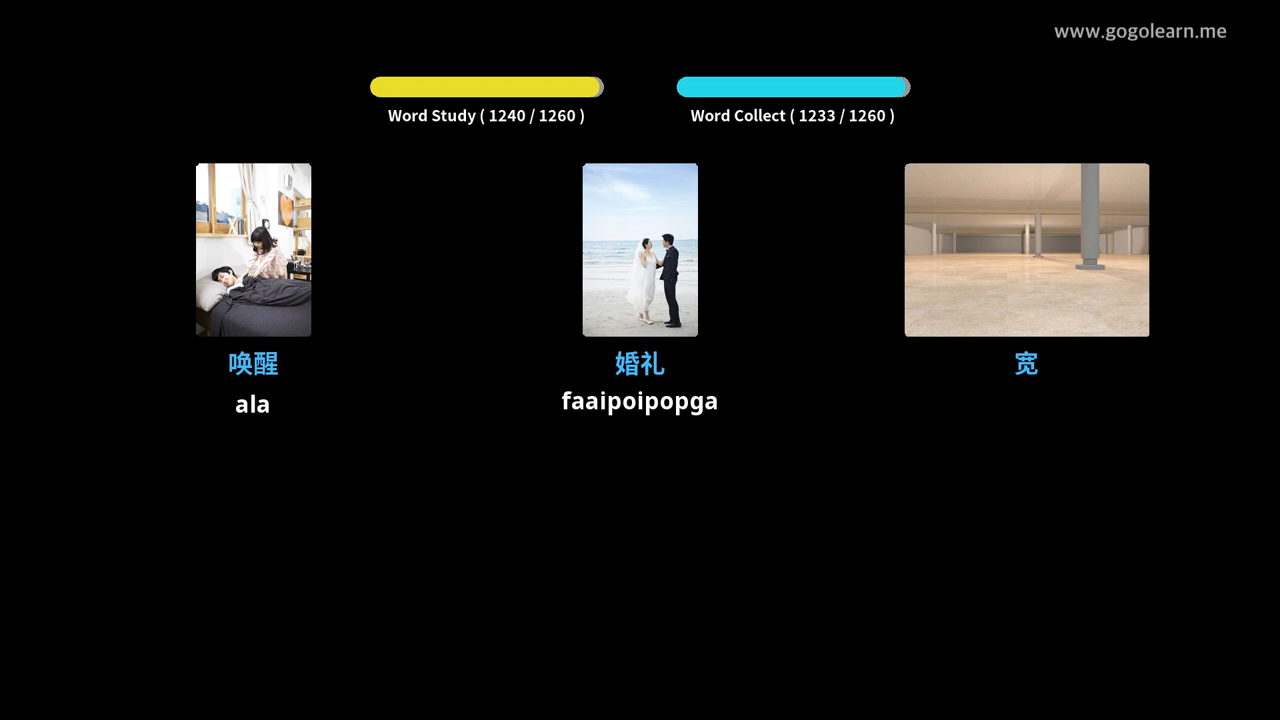 www.gogolearn.me
Word Study ( 1240 / 1260 )
Word Collect ( 1233 / 1260 )
唤醒
婚礼
宽
ala
faaipoipopga